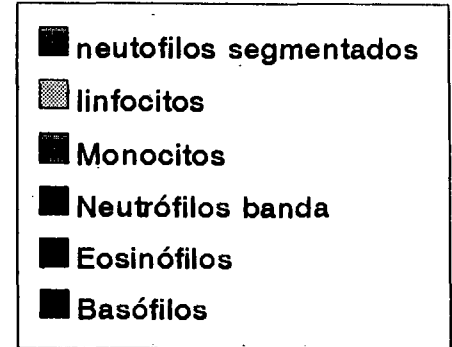 neutofilos segmentados
linfocitos
Monocitos
Neutrófilos banda
Eosinófilos
Basófilos